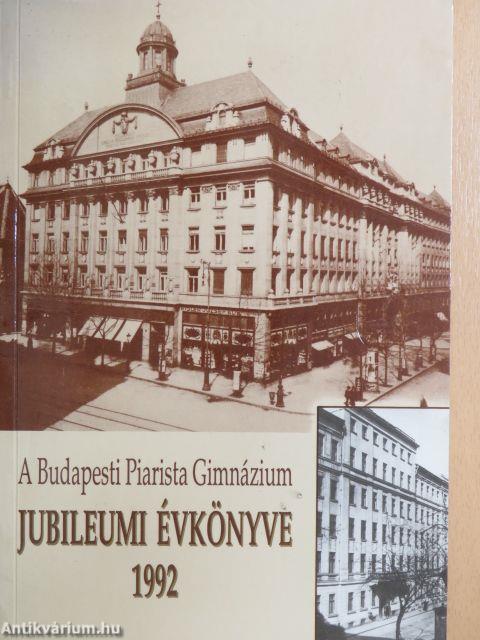 A Budapesti Piarista Gimnázium
JUBILEUMI ÉVKÖNYVE
1992
Antikvárium.hu